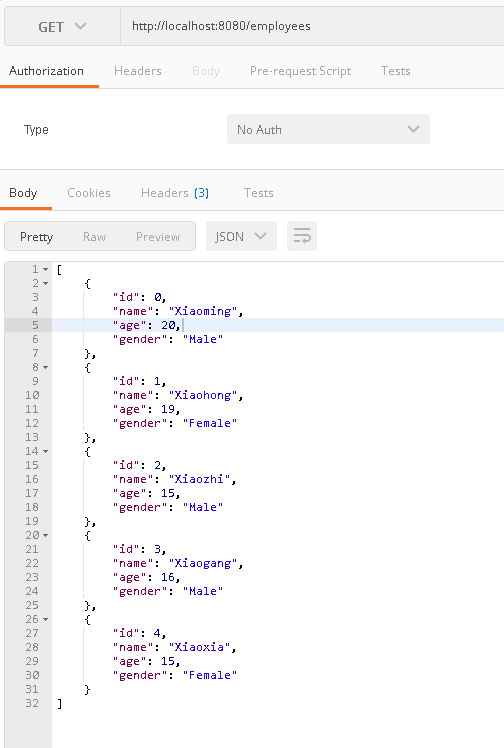 GET http://localhost:8080/employees
Authorization Headers Body Pre-request Script Tests
Type No Auth
Body Cookies Headers (3) Tests
Pretty Raw Preview JSON
1 [
2 {
3 "id": 0,
4 "name": "Xiaoming",
5 "age": 20,
6 "gender": "Male"
7 },
8 {
9 "id": 1,
10 "name": "Xiaohong",
11 "age": 19,
12 "gender": "Female"
13 },
14 {
15 "id": 2,
16 "name": "Xiaozhi",
17 "age": 15,
18 "gender": "Male"
19 },
20 {
21 "id": 3,
22 "name": "Xiaogang",
23 "age": 16,
24 "gender": "Male"
25 },
26 {
27 "id": 4,
28 "name": "Xiaoxia",
29 "age": 15,
30 "gender": "Female"
31 }
32 ]